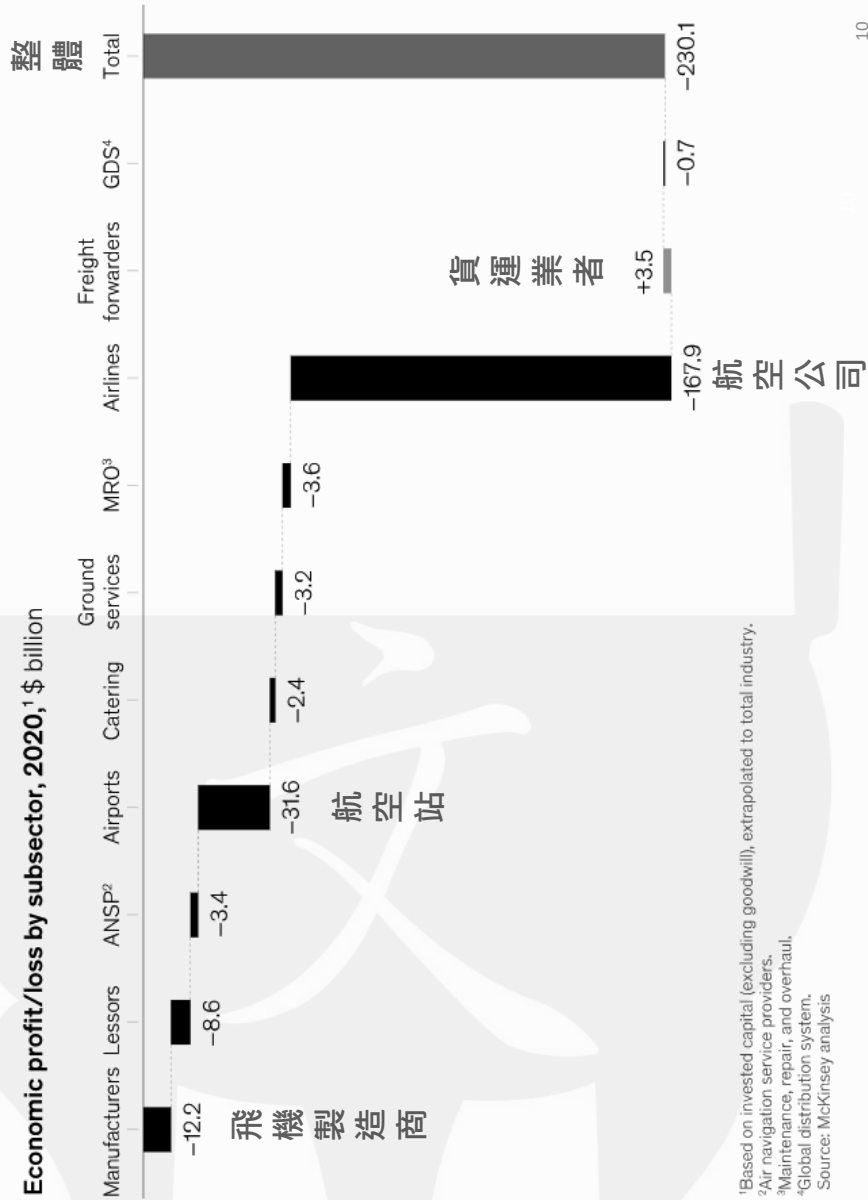 Economic profit/loss by subsector, 2020,¹ $ billion
整
體
Manufacturers
Lessors
ANSP²
Airports
Catering
Ground
services
MRO³
Airlines
Freight
forwarders
GDS⁴
Total
−12.2
飛
機
製
造
商
−8.6
−3.4
−31.6
航
空
站
−2.4
−3.2
−3.6
−167.9
航
空
公
司
貨
運
業
者
+3.5
−0.7
−230.1
¹Based on invested capital (excluding goodwill), extrapolated to total industry.
²Air navigation service providers.
³Maintenance, repair, and overhaul.
⁴Global distribution system.
Source: McKinsey analysis
10
文